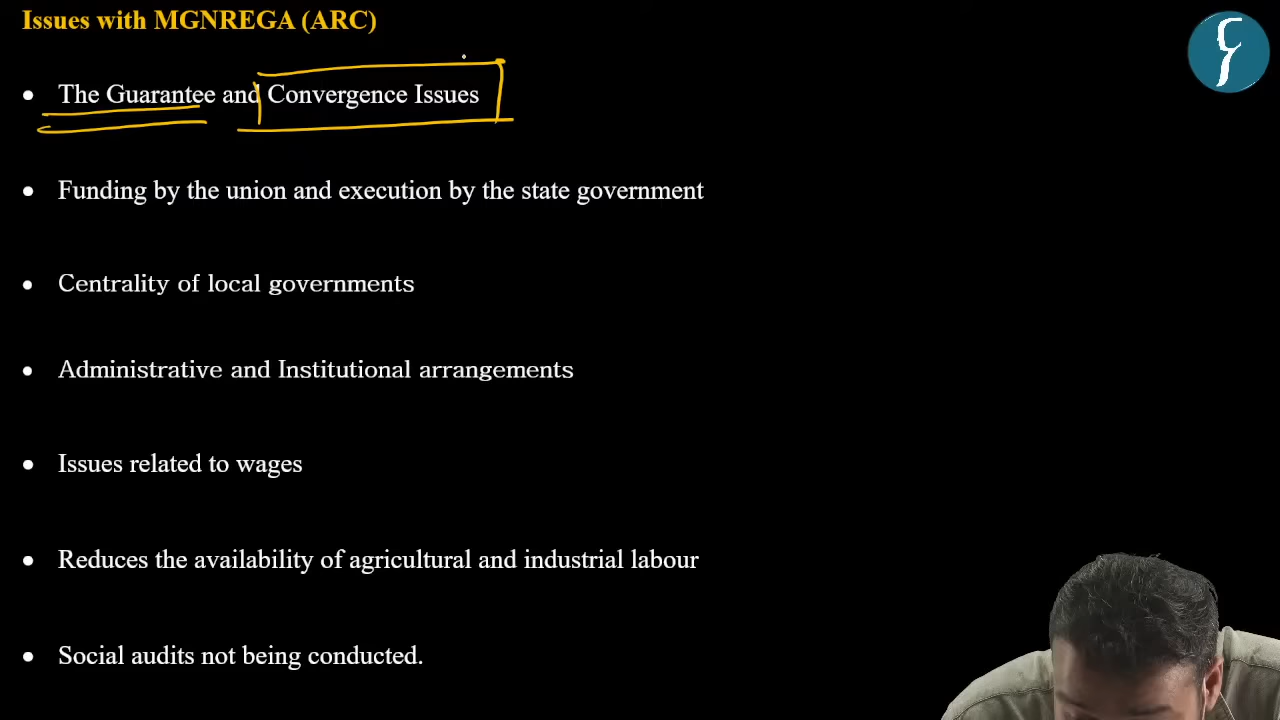 Issues with MGNREGA (ARC)
• The Guarantee and Convergence Issues
• Funding by the union and execution by the state government
• Centrality of local governments
• Administrative and Institutional arrangements
• Issues related to wages
• Reduces the availability of agricultural and industrial labour
• Social audits not being conducted.